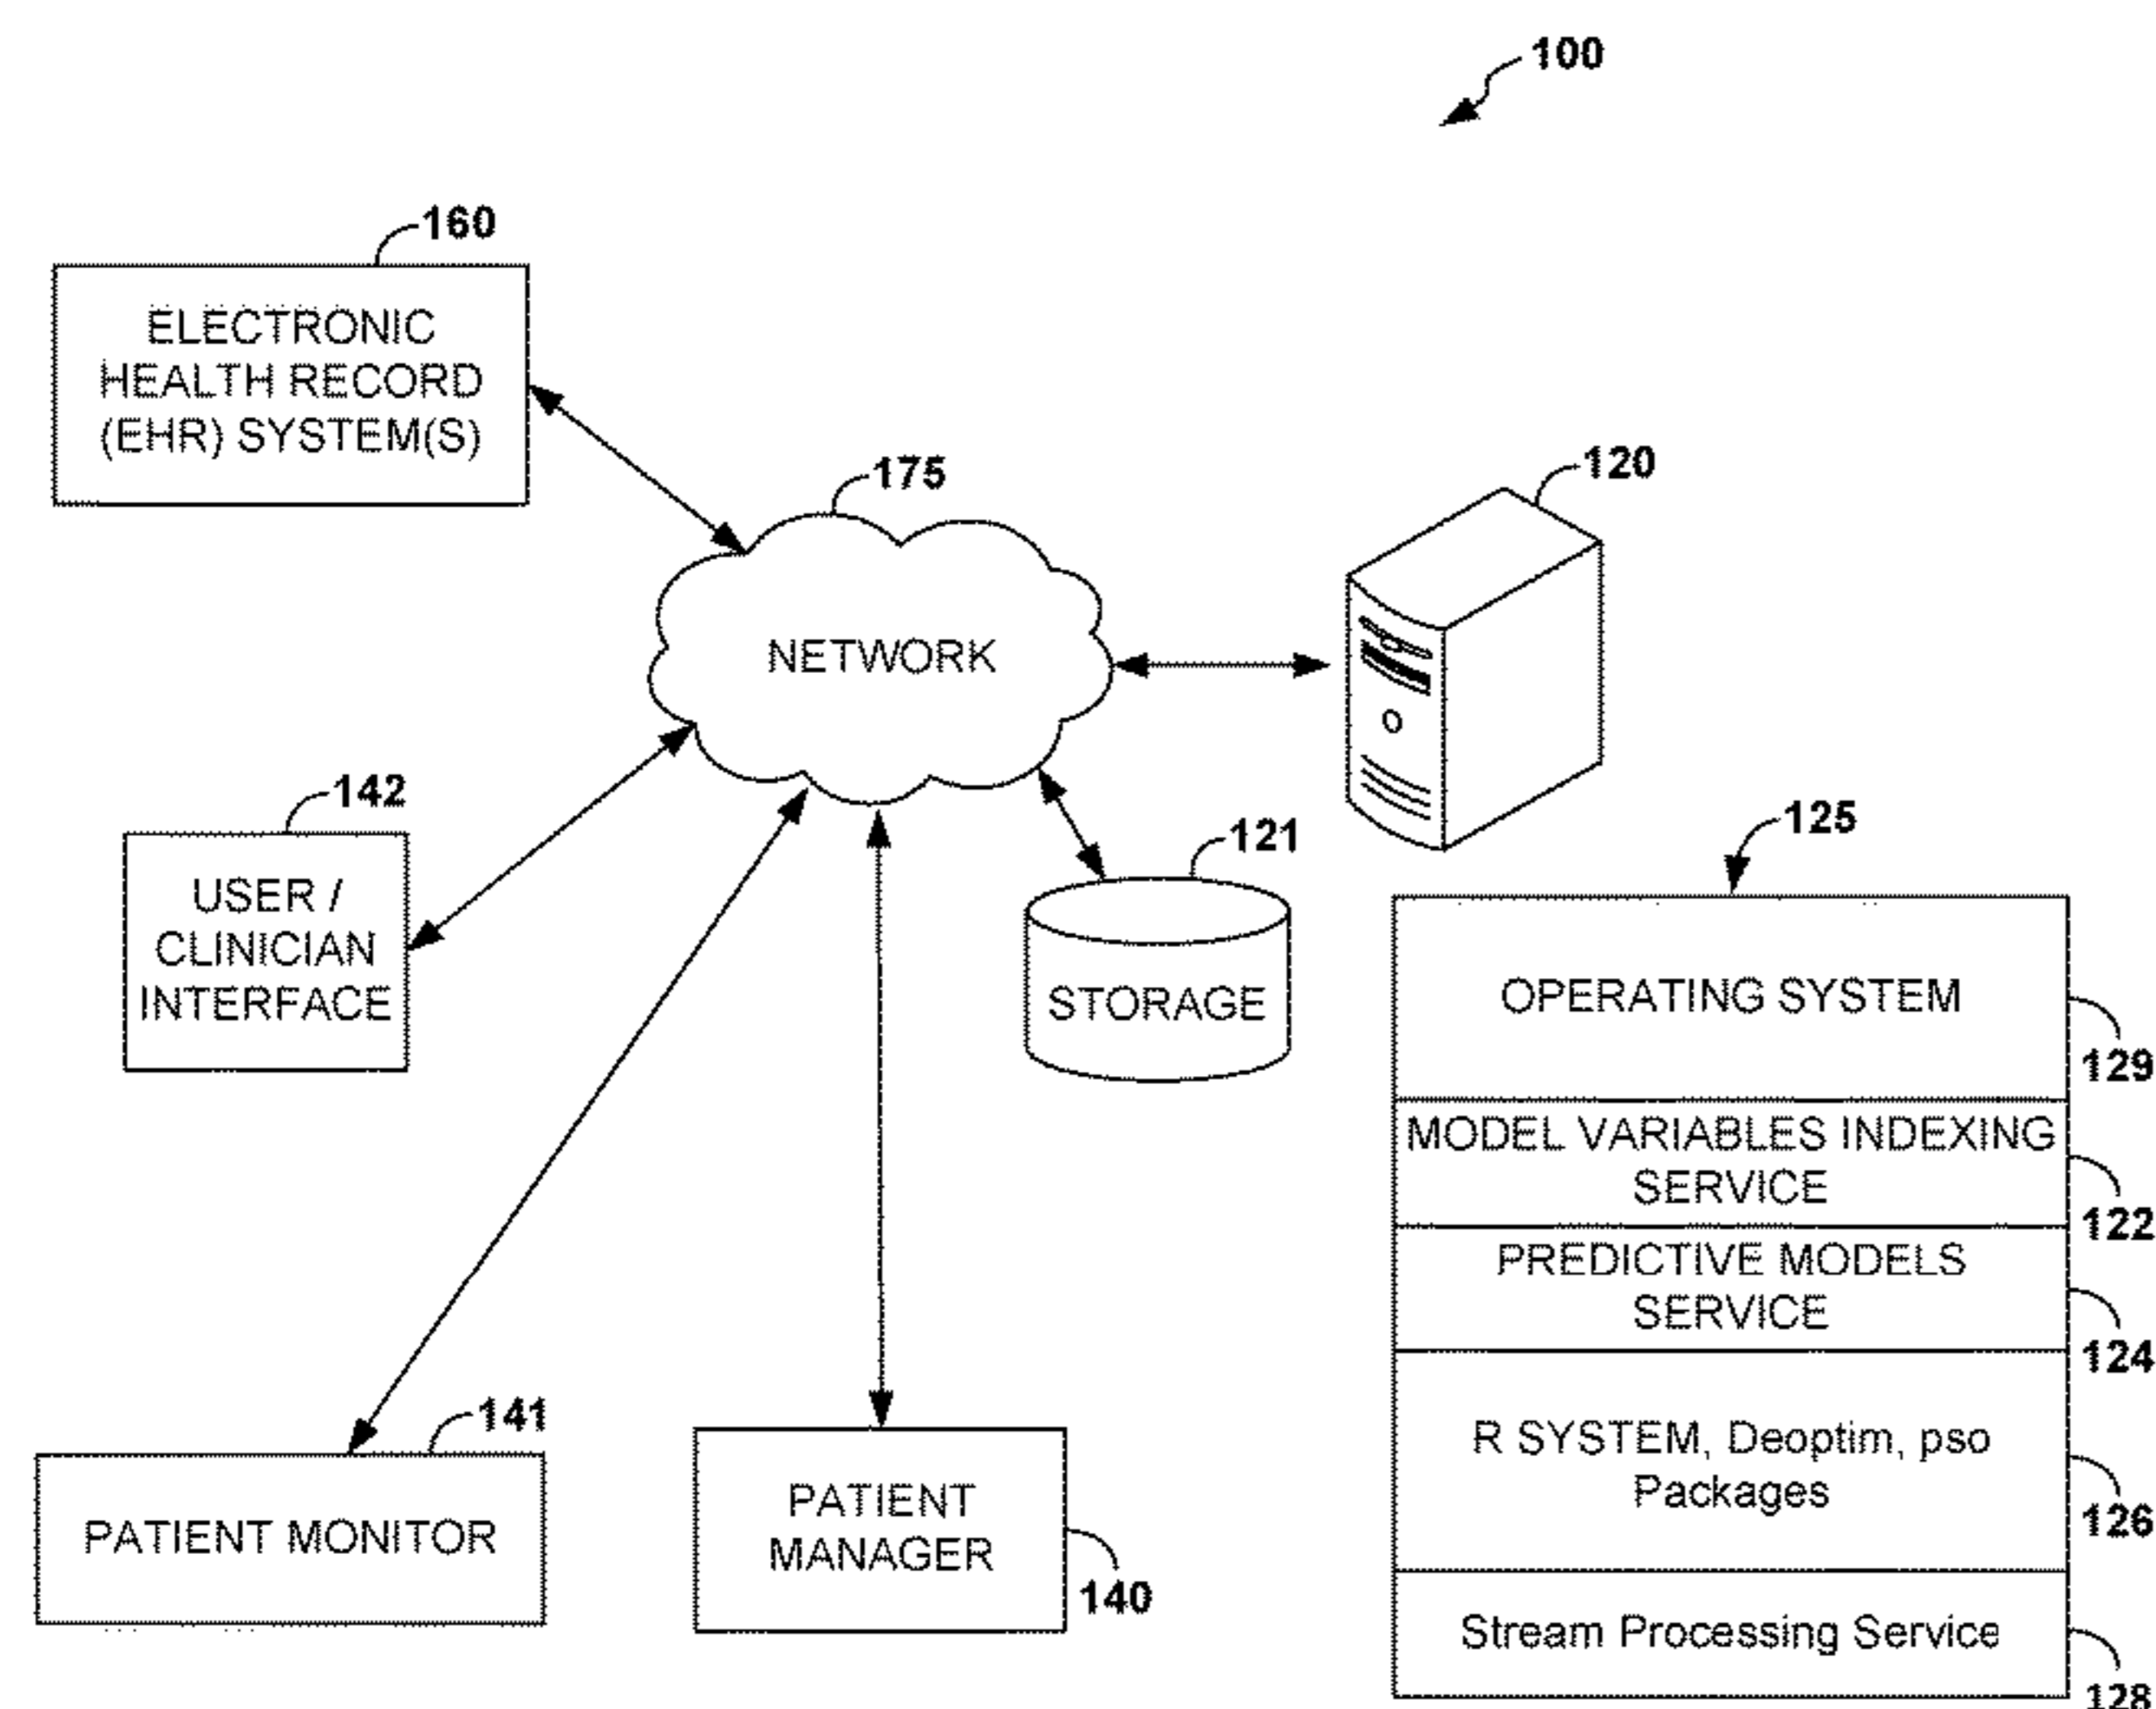 100
160
ELECTRONIC
HEALTH RECORD
(EHR) SYSTEM(S)
175
NETWORK
120
142
USER /
CLINICIAN
INTERFACE
121
STORAGE
125
OPERATING SYSTEM
129
MODEL VARIABLES INDEXING
SERVICE
122
PREDICTIVE MODELS
SERVICE
124
R SYSTEM, Deoptim, pso
Packages
126
Stream Processing Service
128
141
PATIENT MONITOR
PATIENT
MANAGER
140